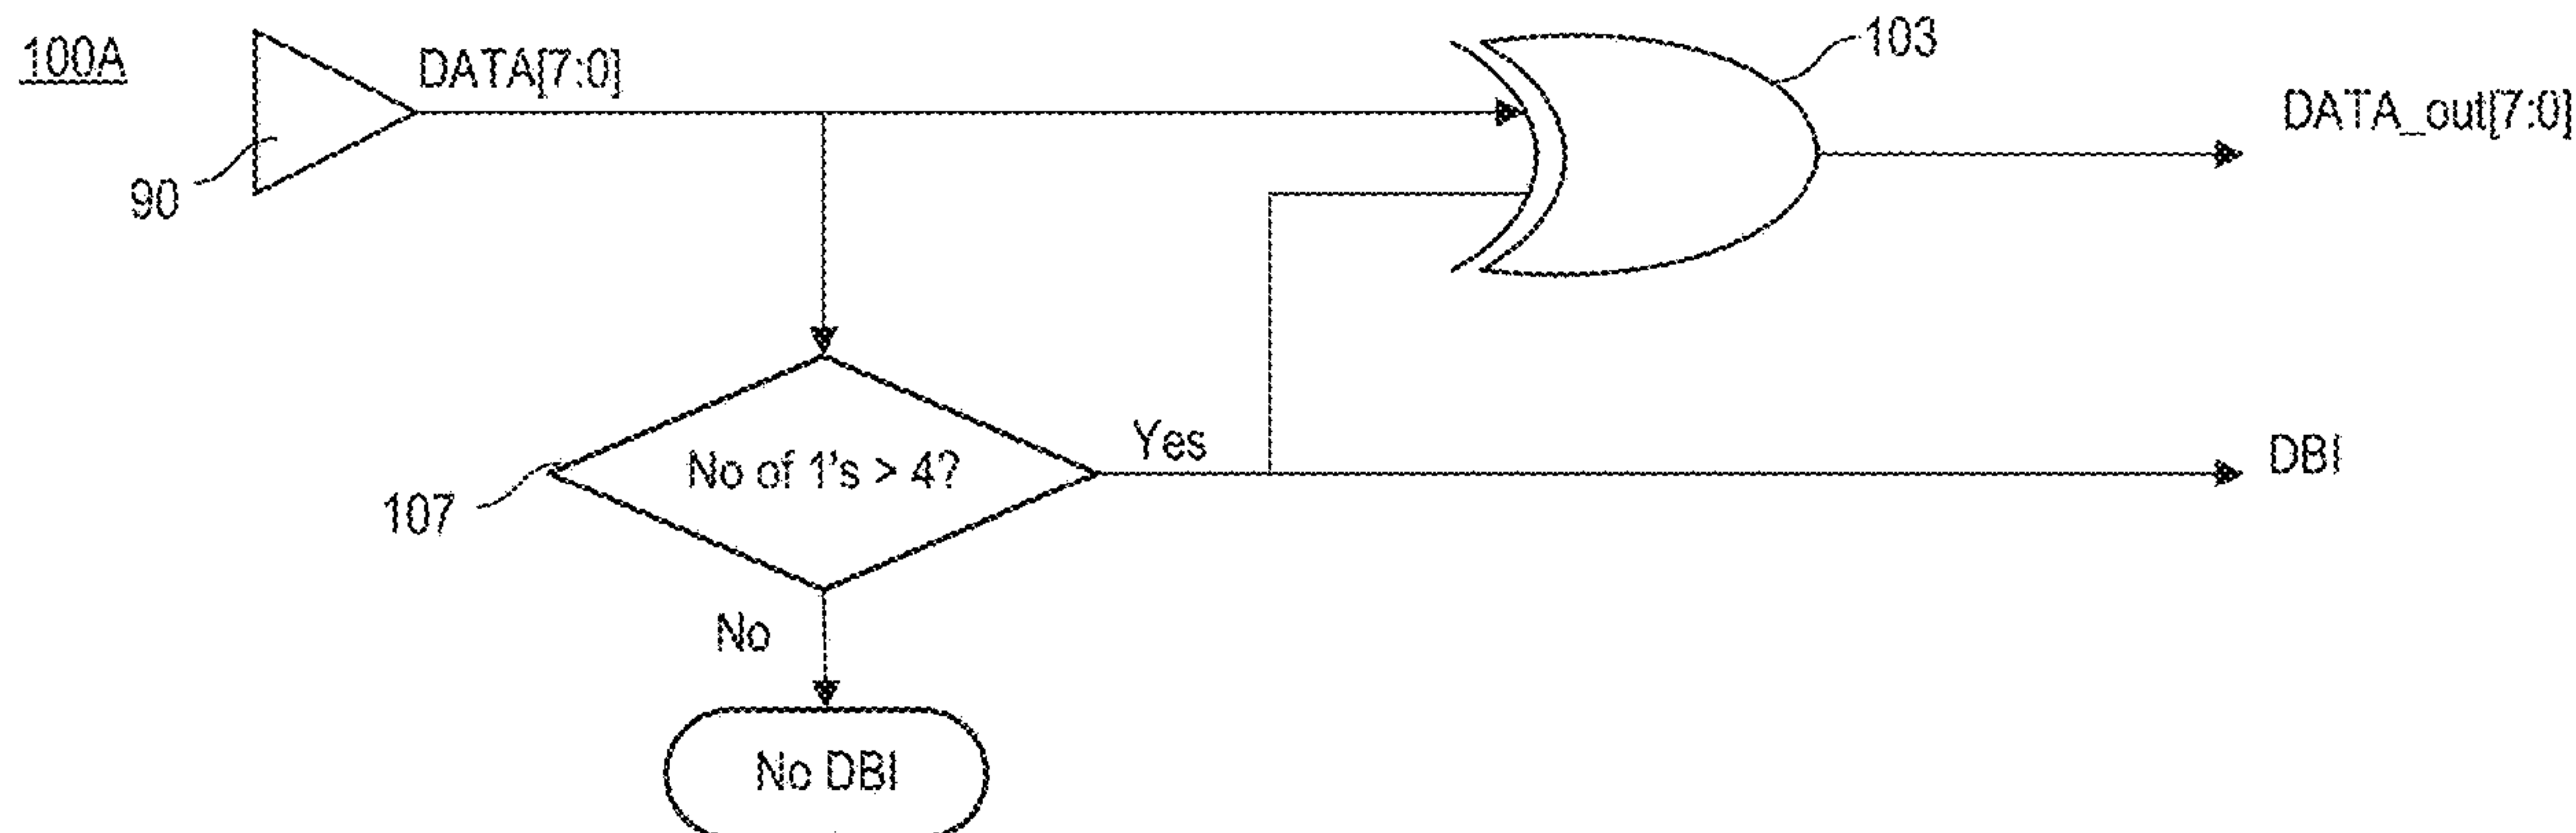 100A
DATA[7:0]
103
DATA_out[7:0]
90
Yes
DBI
No of 1's > 4?
107
No
No DBI